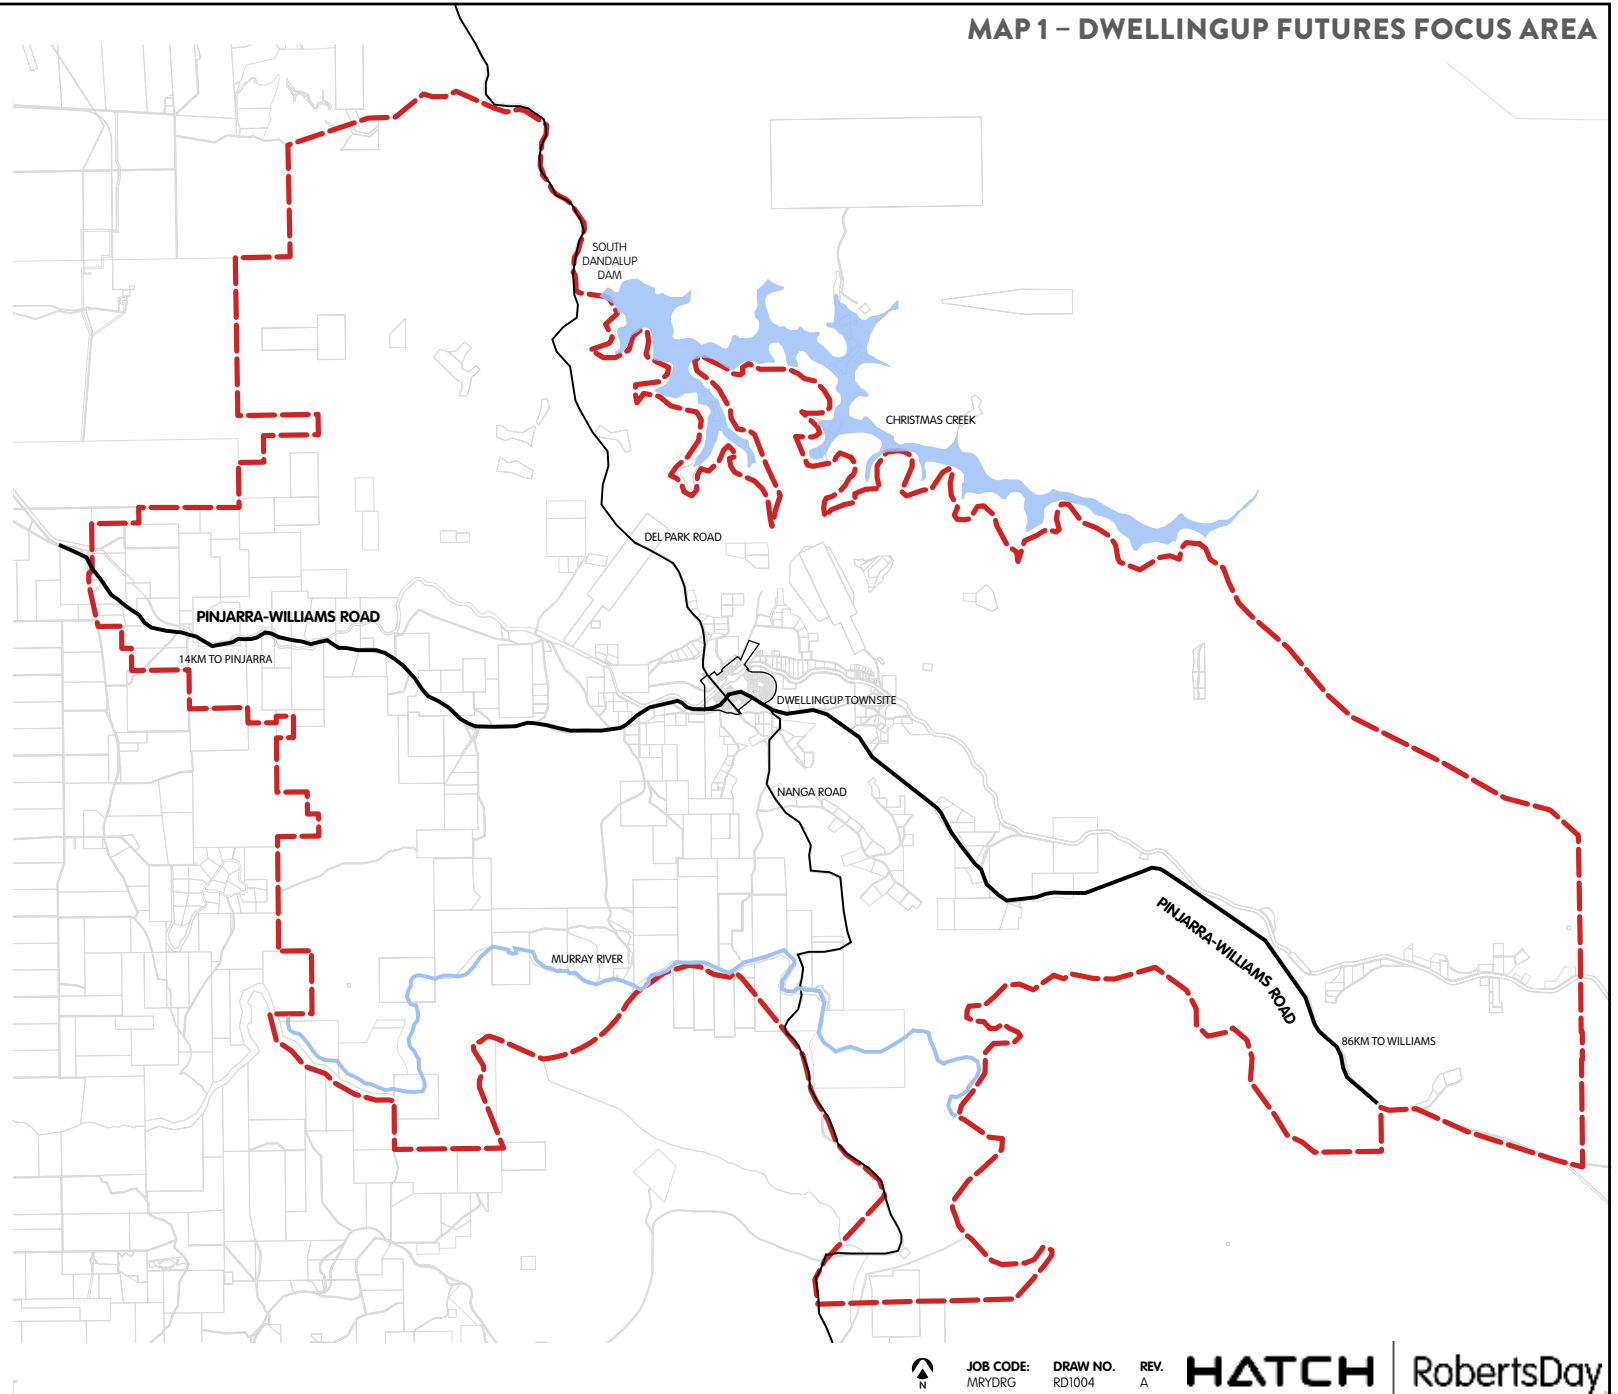 MAP 1 – DWELLINGUP FUTURES FOCUS AREA
SOUTH
DANDALUP
DAM
CHRISTMAS CREEK
DEL PARK ROAD
PINJARRA-WILLIAMS ROAD
14KM TO PINJARRA
DWELLINGUP TOWNSITE
NANGA ROAD
PINJARRA-WILLIAMS ROAD
MURRAY RIVER
86KM TO WILLIAMS
N
JOB CODE: DRAW NO. REV.
MRYDRG RD1004 A
HATCH RobertsDay